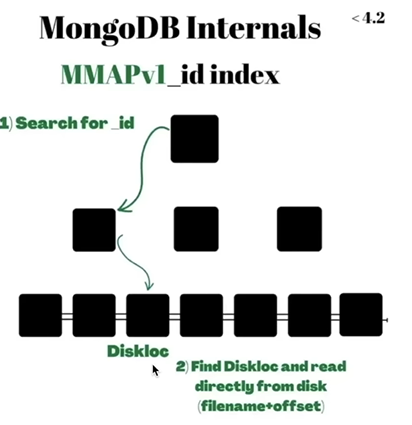 MongoDB Internals
< 4.2
MMAPv1_id index
1) Search for _id
Diskloc
2) Find Diskloc and read
directly from disk
(filename+offset)